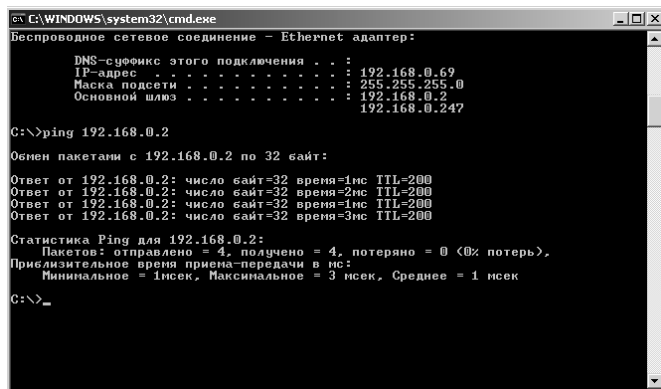 C:\WINDOWS\system32\cmd.exe
Беспроводное сетевое соединение - Ethernet адаптер:
DNS-суффикс этого подключения . . :
IP-адрес . . . . . . . . . . . . : 192.168.0.69
Маска подсети . . . . . . . . . . : 255.255.255.0
Основной шлюз . . . . . . . . . . : 192.168.0.2
192.168.0.247
C:\>ping 192.168.0.2
Обмен пакетами с 192.168.0.2 по 32 байт:
Ответ от 192.168.0.2: число байт=32 время=1мс TTL=200
Ответ от 192.168.0.2: число байт=32 время=2мс TTL=200
Ответ от 192.168.0.2: число байт=32 время=1мс TTL=200
Ответ от 192.168.0.2: число байт=32 время=3мс TTL=200
Статистика Ping для 192.168.0.2:
Пакетов: отправлено = 4, получено = 4, потеряно = 0 (0% потерь),
Приблизительное время приема-передачи в мс:
Минимальное = 1мсек, Максимальное = 3 мсек, Среднее = 1 мсек
C:\>_